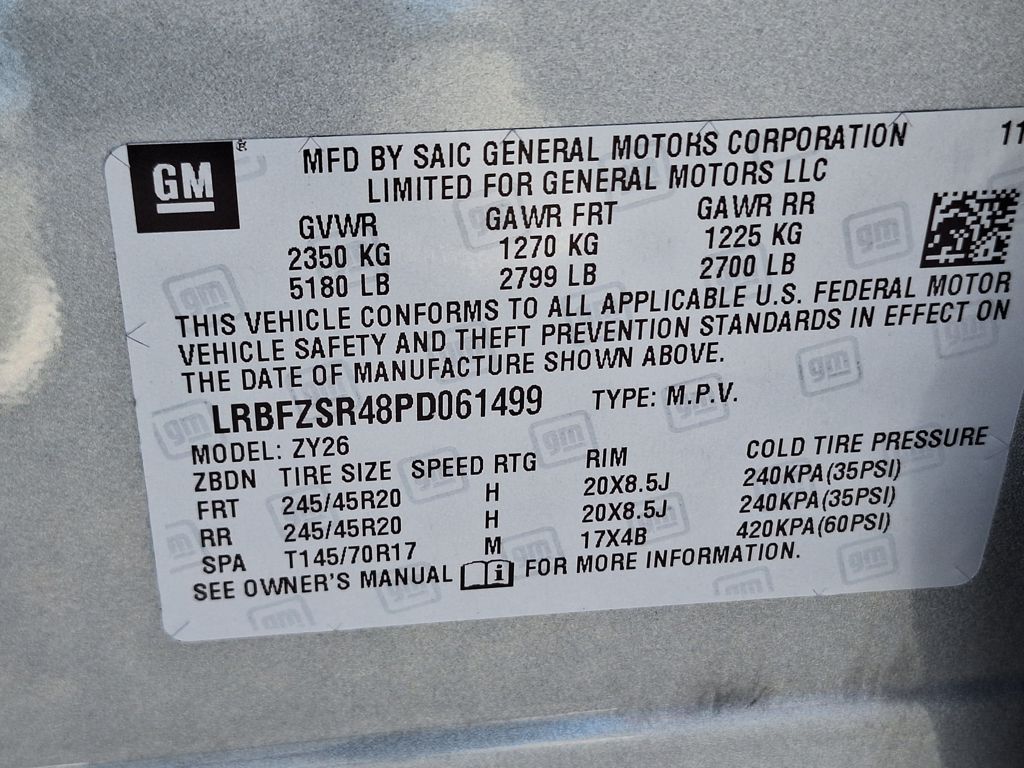 GM ®
MFD BY SAIC GENERAL MOTORS CORPORATION 11
LIMITED FOR GENERAL MOTORS LLC
GVWR GAWR FRT GAWR RR
2350 KG 1270 KG 1225 KG
5180 LB 2799 LB 2700 LB
THIS VEHICLE CONFORMS TO ALL APPLICABLE U.S. FEDERAL MOTOR
VEHICLE SAFETY AND THEFT PREVENTION STANDARDS IN EFFECT ON
THE DATE OF MANUFACTURE SHOWN ABOVE.
LRBFZSR48PD061499 TYPE: M.P.V.
MODEL: ZY26
ZBDN TIRE SIZE SPEED RTG RIM COLD TIRE PRESSURE
FRT 245/45R20 H 20X8.5J 240KPA(35PSI)
RR 245/45R20 H 20X8.5J 240KPA(35PSI)
SPA T145/70R17 M 17X4B 420KPA(60PSI)
SEE OWNER'S MANUAL i FOR MORE INFORMATION.